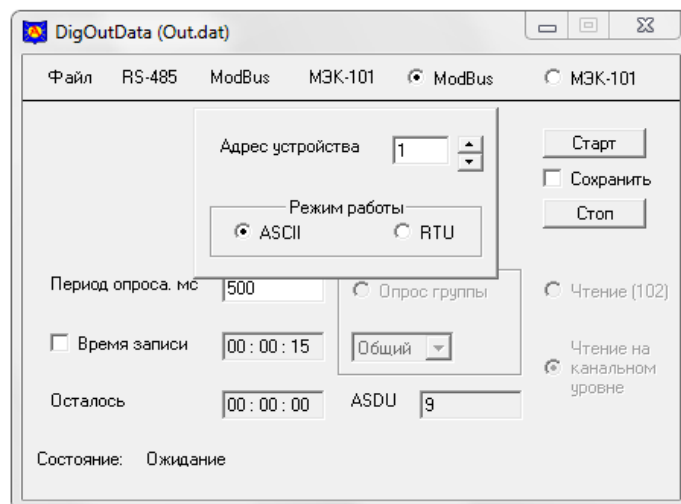 DigOutData (Out.dat)
Файл RS-485 ModBus МЭК-101 ModBus МЭК-101
Адрес устройства 1 Старт
Сохранить
Режим работы Стоп
ASCII RTU
Период опроса. мс 500 Опрос группы Чтение (102)
Время записи 00 : 00 : 15 Общий Чтение на канальном уровне
Осталось 00 : 00 : 00 ASDU 9
Состояние: Ожидание